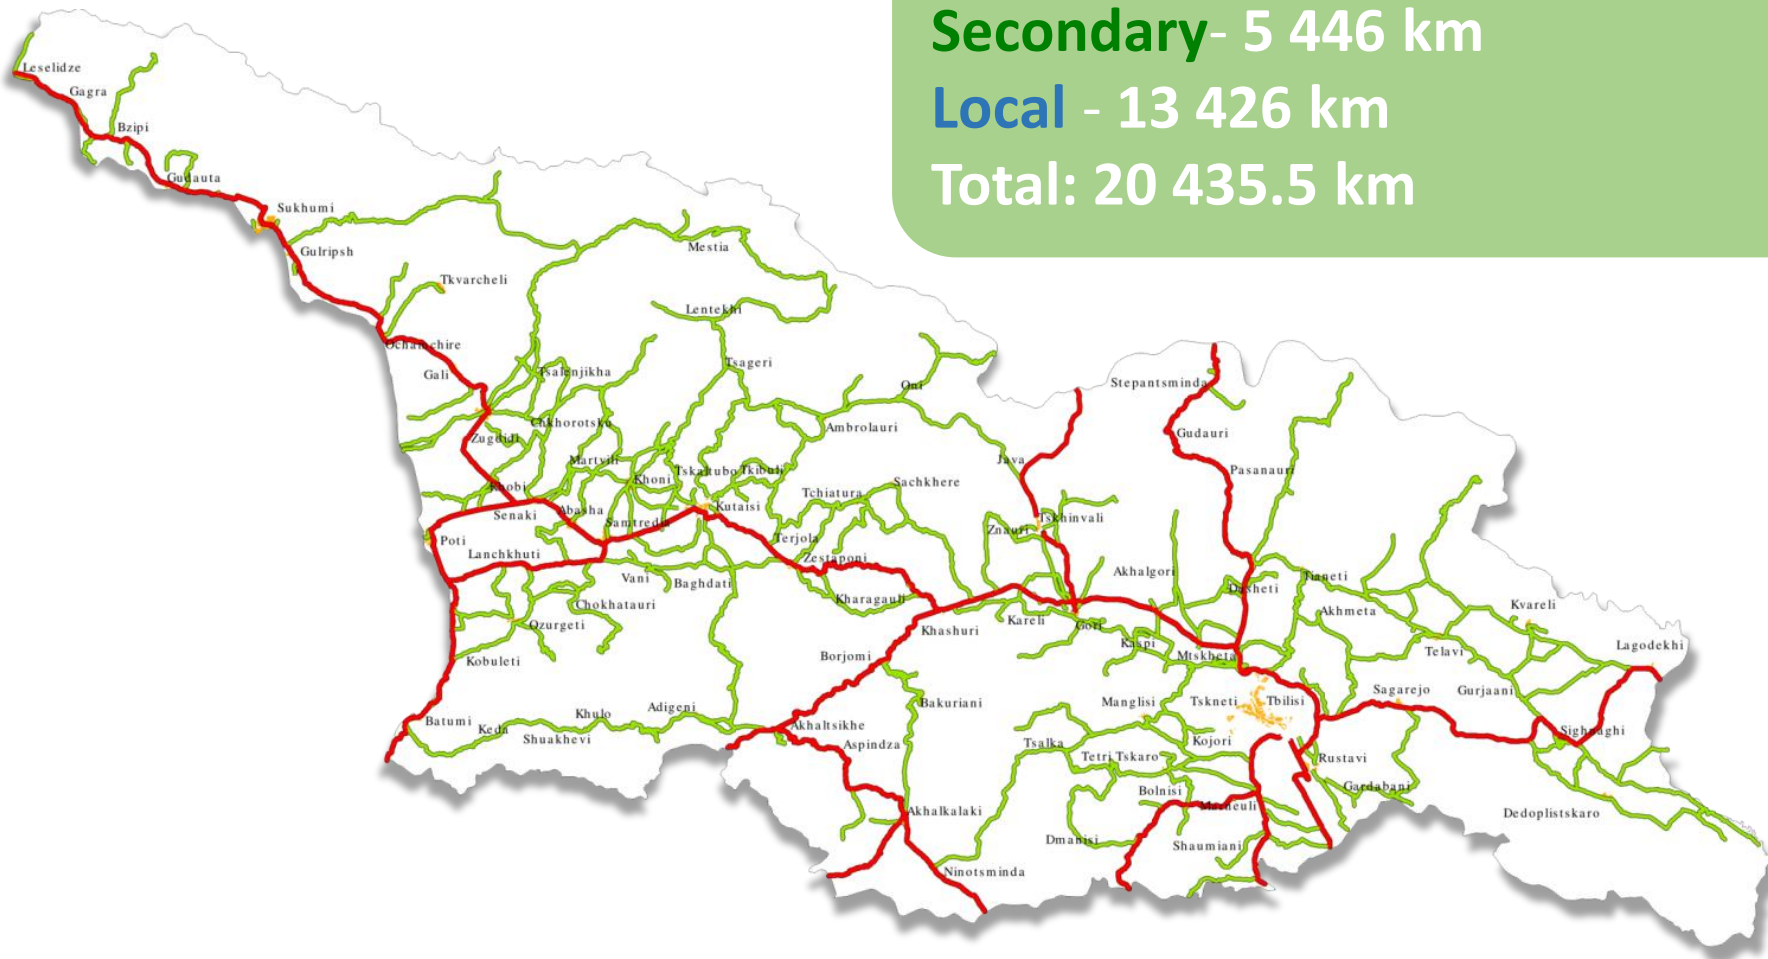 Secondary- 5 446 km
Local - 13 426 km
Total: 20 435.5 km
Leselidze
Gagra
Bzipi
Gudauta
Sukhumi
Gulripsh
Mestia
Tkvarcheli
Lentekhi
Ochamchire
Gali
Tsalenjikha
Tsageri
Oni
Stepantsminda
Chkhorotsku
Zugdidi
Ambrolauri
Gudauri
Java
Martvili
Tskaltubo
Tkibuli
Pasanauri
Khobi
Khoni
Tchiatura
Sachkhere
Senaki
Abasha
Samtredia
Kutaisi
Tskhinvali
Znauri
Poti
Lanchkhuti
Terjola
Zestaponi
Vani
Baghdati
Akhalgori
Dusheti
Tianeti
Chokhatauri
Kharagauli
Akhmeta
Kvareli
Ozurgeti
Khashuri
Kareli
Gori
Kaspi
Mtskheta
Telavi
Lagodekhi
Kobuleti
Borjomi
Bakuriani
Manglisi
Tskneti
Tbilisi
Sagarejo
Gurjaani
Batumi
Keda
Khulo
Adigeni
Shuakhevi
Akhaltsikhe
Aspindza
Tsalka
Kojori
Sighnaghi
Tetri Tskaro
Rustavi
Bolnisi
Gardabani
Marneuli
Akhalkalaki
Dedoplistskaro
Dmanisi
Shaumiani
Ninotsminda